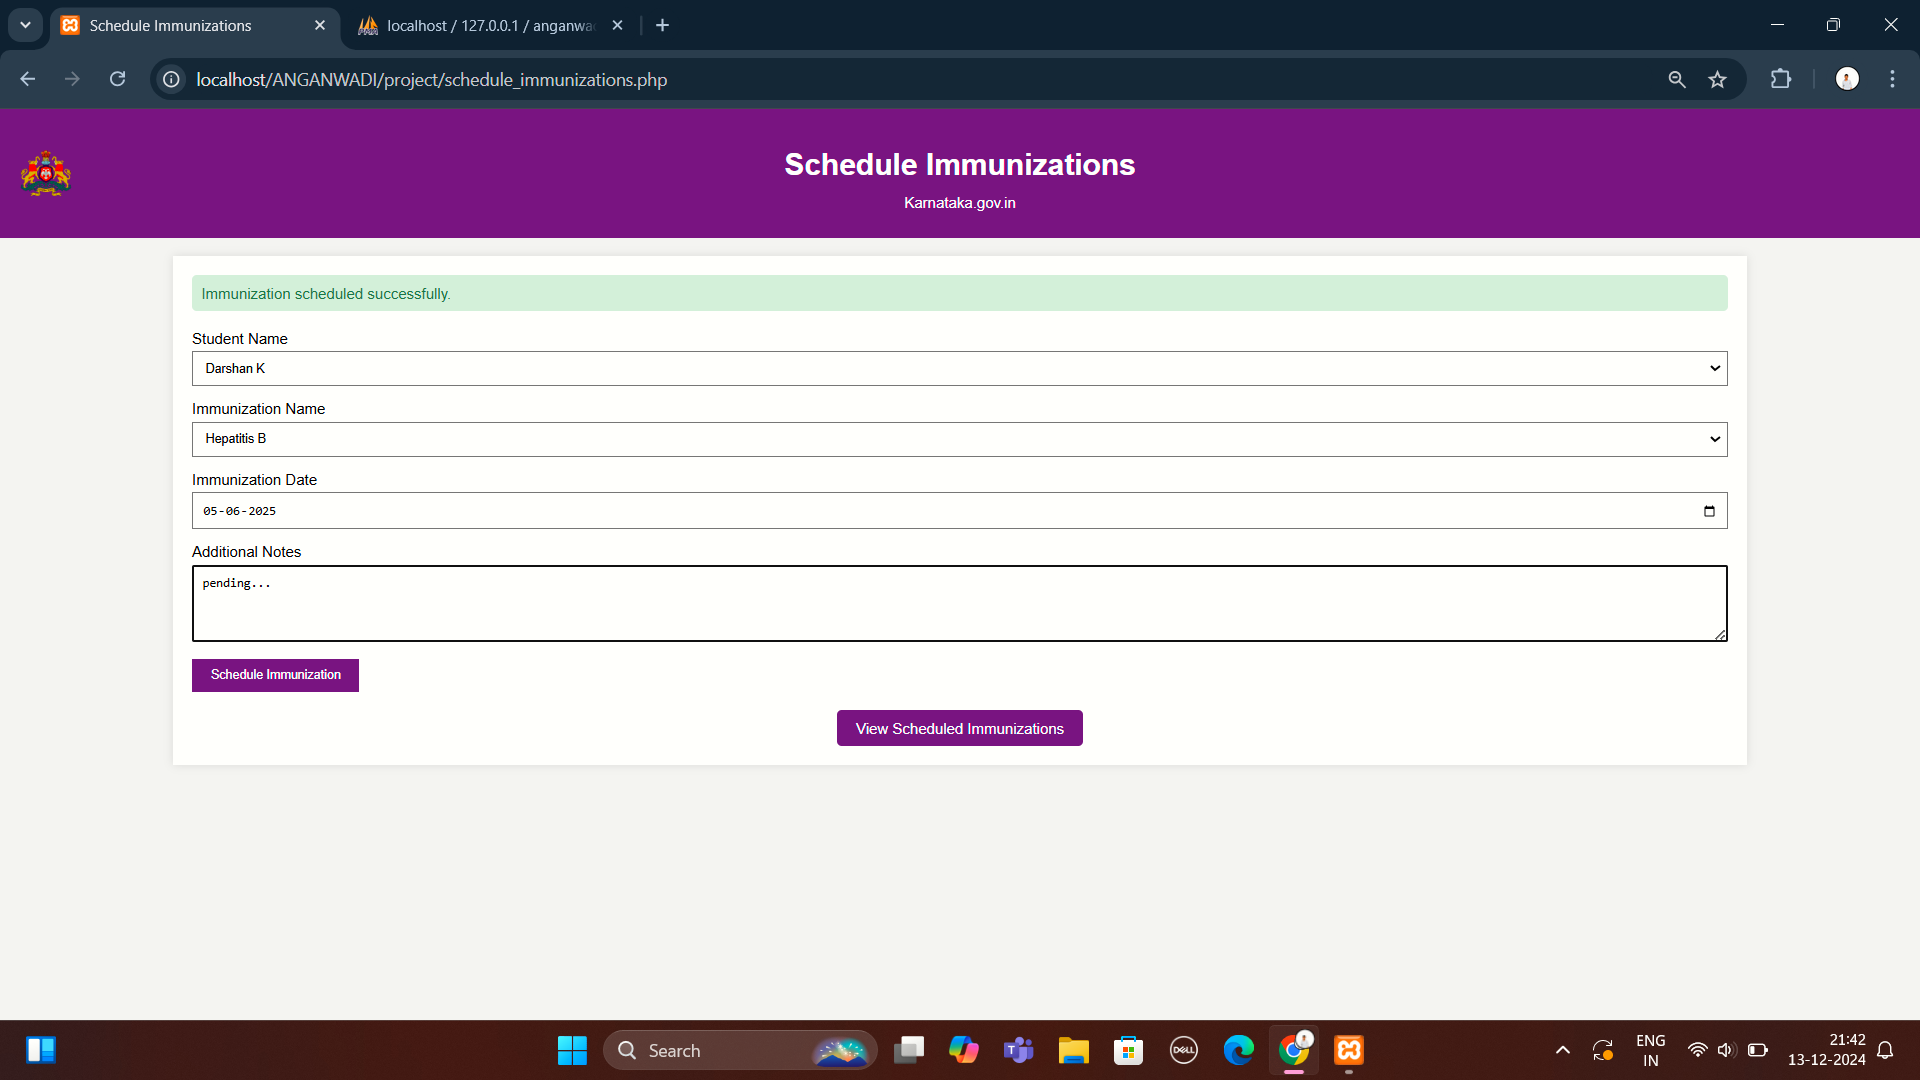 Schedule Immunizations
localhost / 127.0.0.1 / anganwa
localhost/ANGANWADI/project/schedule_immunizations.php
Schedule Immunizations
Karnataka.gov.in
Immunization scheduled successfully.
Student Name
Darshan K
Immunization Name
Hepatitis B
Immunization Date
05-06-2025
Additional Notes
pending...
Schedule Immunization
View Scheduled Immunizations
Search
DELL
ENG
IN
21:42
13-12-2024